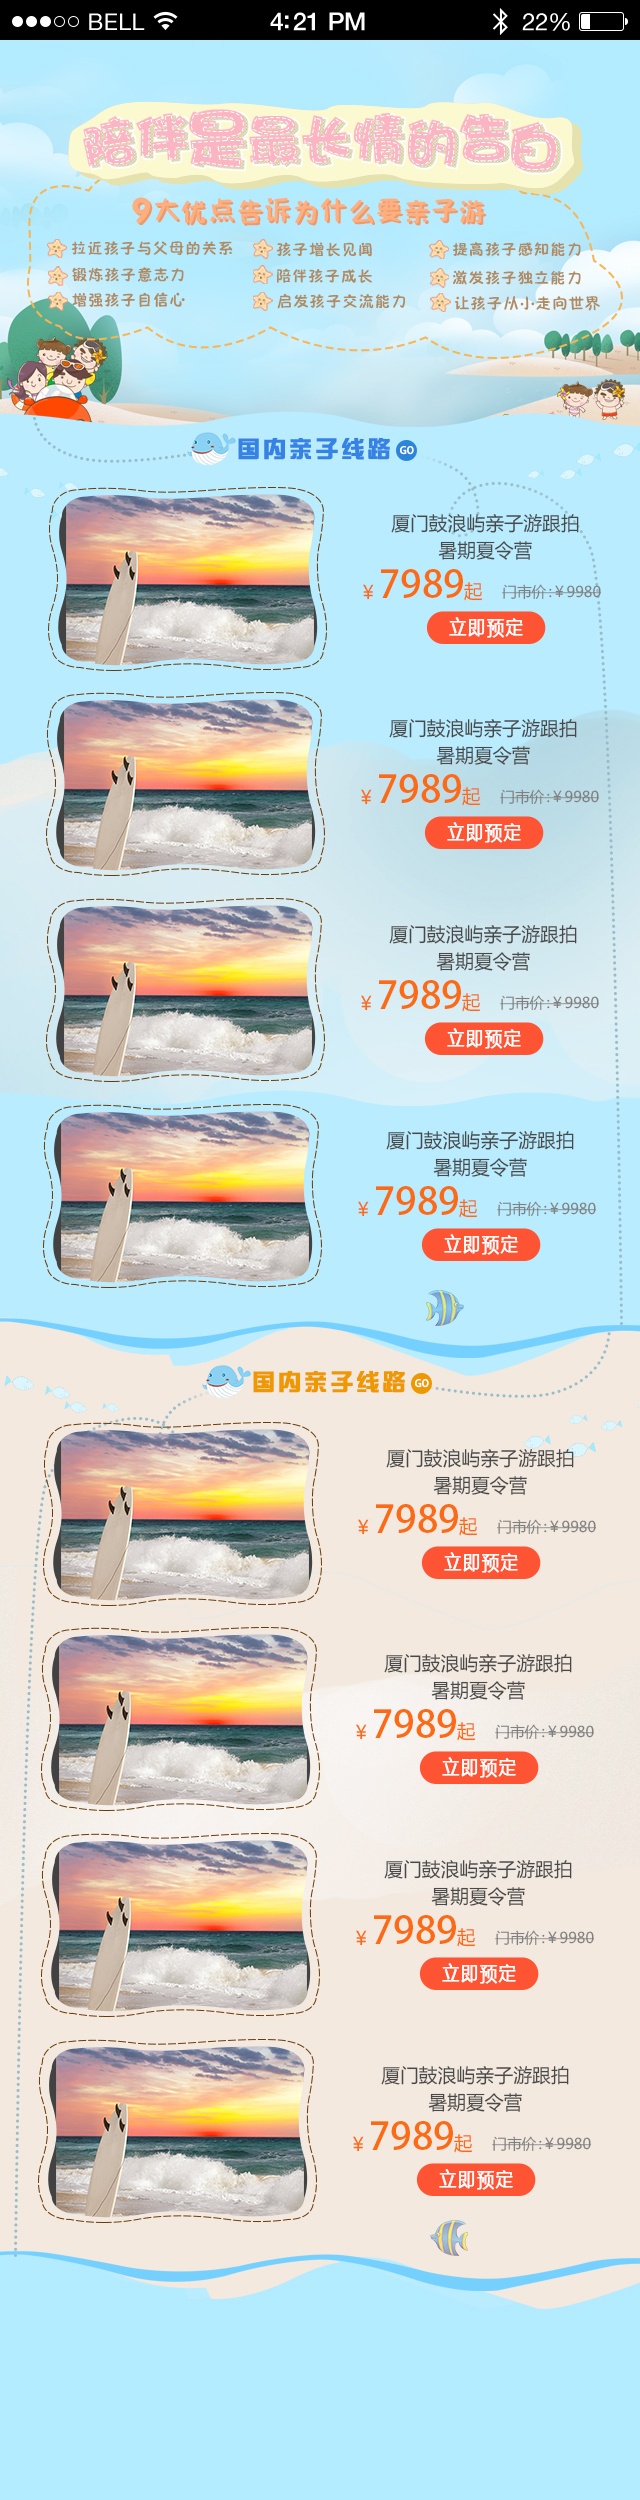 BELL 4:21 PM 22%
陪伴是最长情的告白
9大优点告诉为什么要亲子游
拉近孩子与父母的关系 孩子增长见闻 提高孩子感知能力
锻炼孩子意志力 陪伴孩子成长 激发孩子独立能力
增强孩子自信心 启发孩子交流能力 让孩子从小走向世界
国内亲子线路 GO
厦门鼓浪屿亲子游跟拍
暑期夏令营
¥ 7989起 门市价:¥9980
立即预定
厦门鼓浪屿亲子游跟拍
暑期夏令营
¥ 7989起 门市价:¥9980
立即预定
厦门鼓浪屿亲子游跟拍
暑期夏令营
¥ 7989起 门市价:¥9980
立即预定
厦门鼓浪屿亲子游跟拍
暑期夏令营
¥ 7989起 门市价:¥9980
立即预定
国内亲子线路 GO
厦门鼓浪屿亲子游跟拍
暑期夏令营
¥ 7989起 门市价:¥9980
立即预定
厦门鼓浪屿亲子游跟拍
暑期夏令营
¥ 7989起 门市价:¥9980
立即预定
厦门鼓浪屿亲子游跟拍
暑期夏令营
¥ 7989起 门市价:¥9980
立即预定
厦门鼓浪屿亲子游跟拍
暑期夏令营
¥ 7989起 门市价:¥9980
立即预定